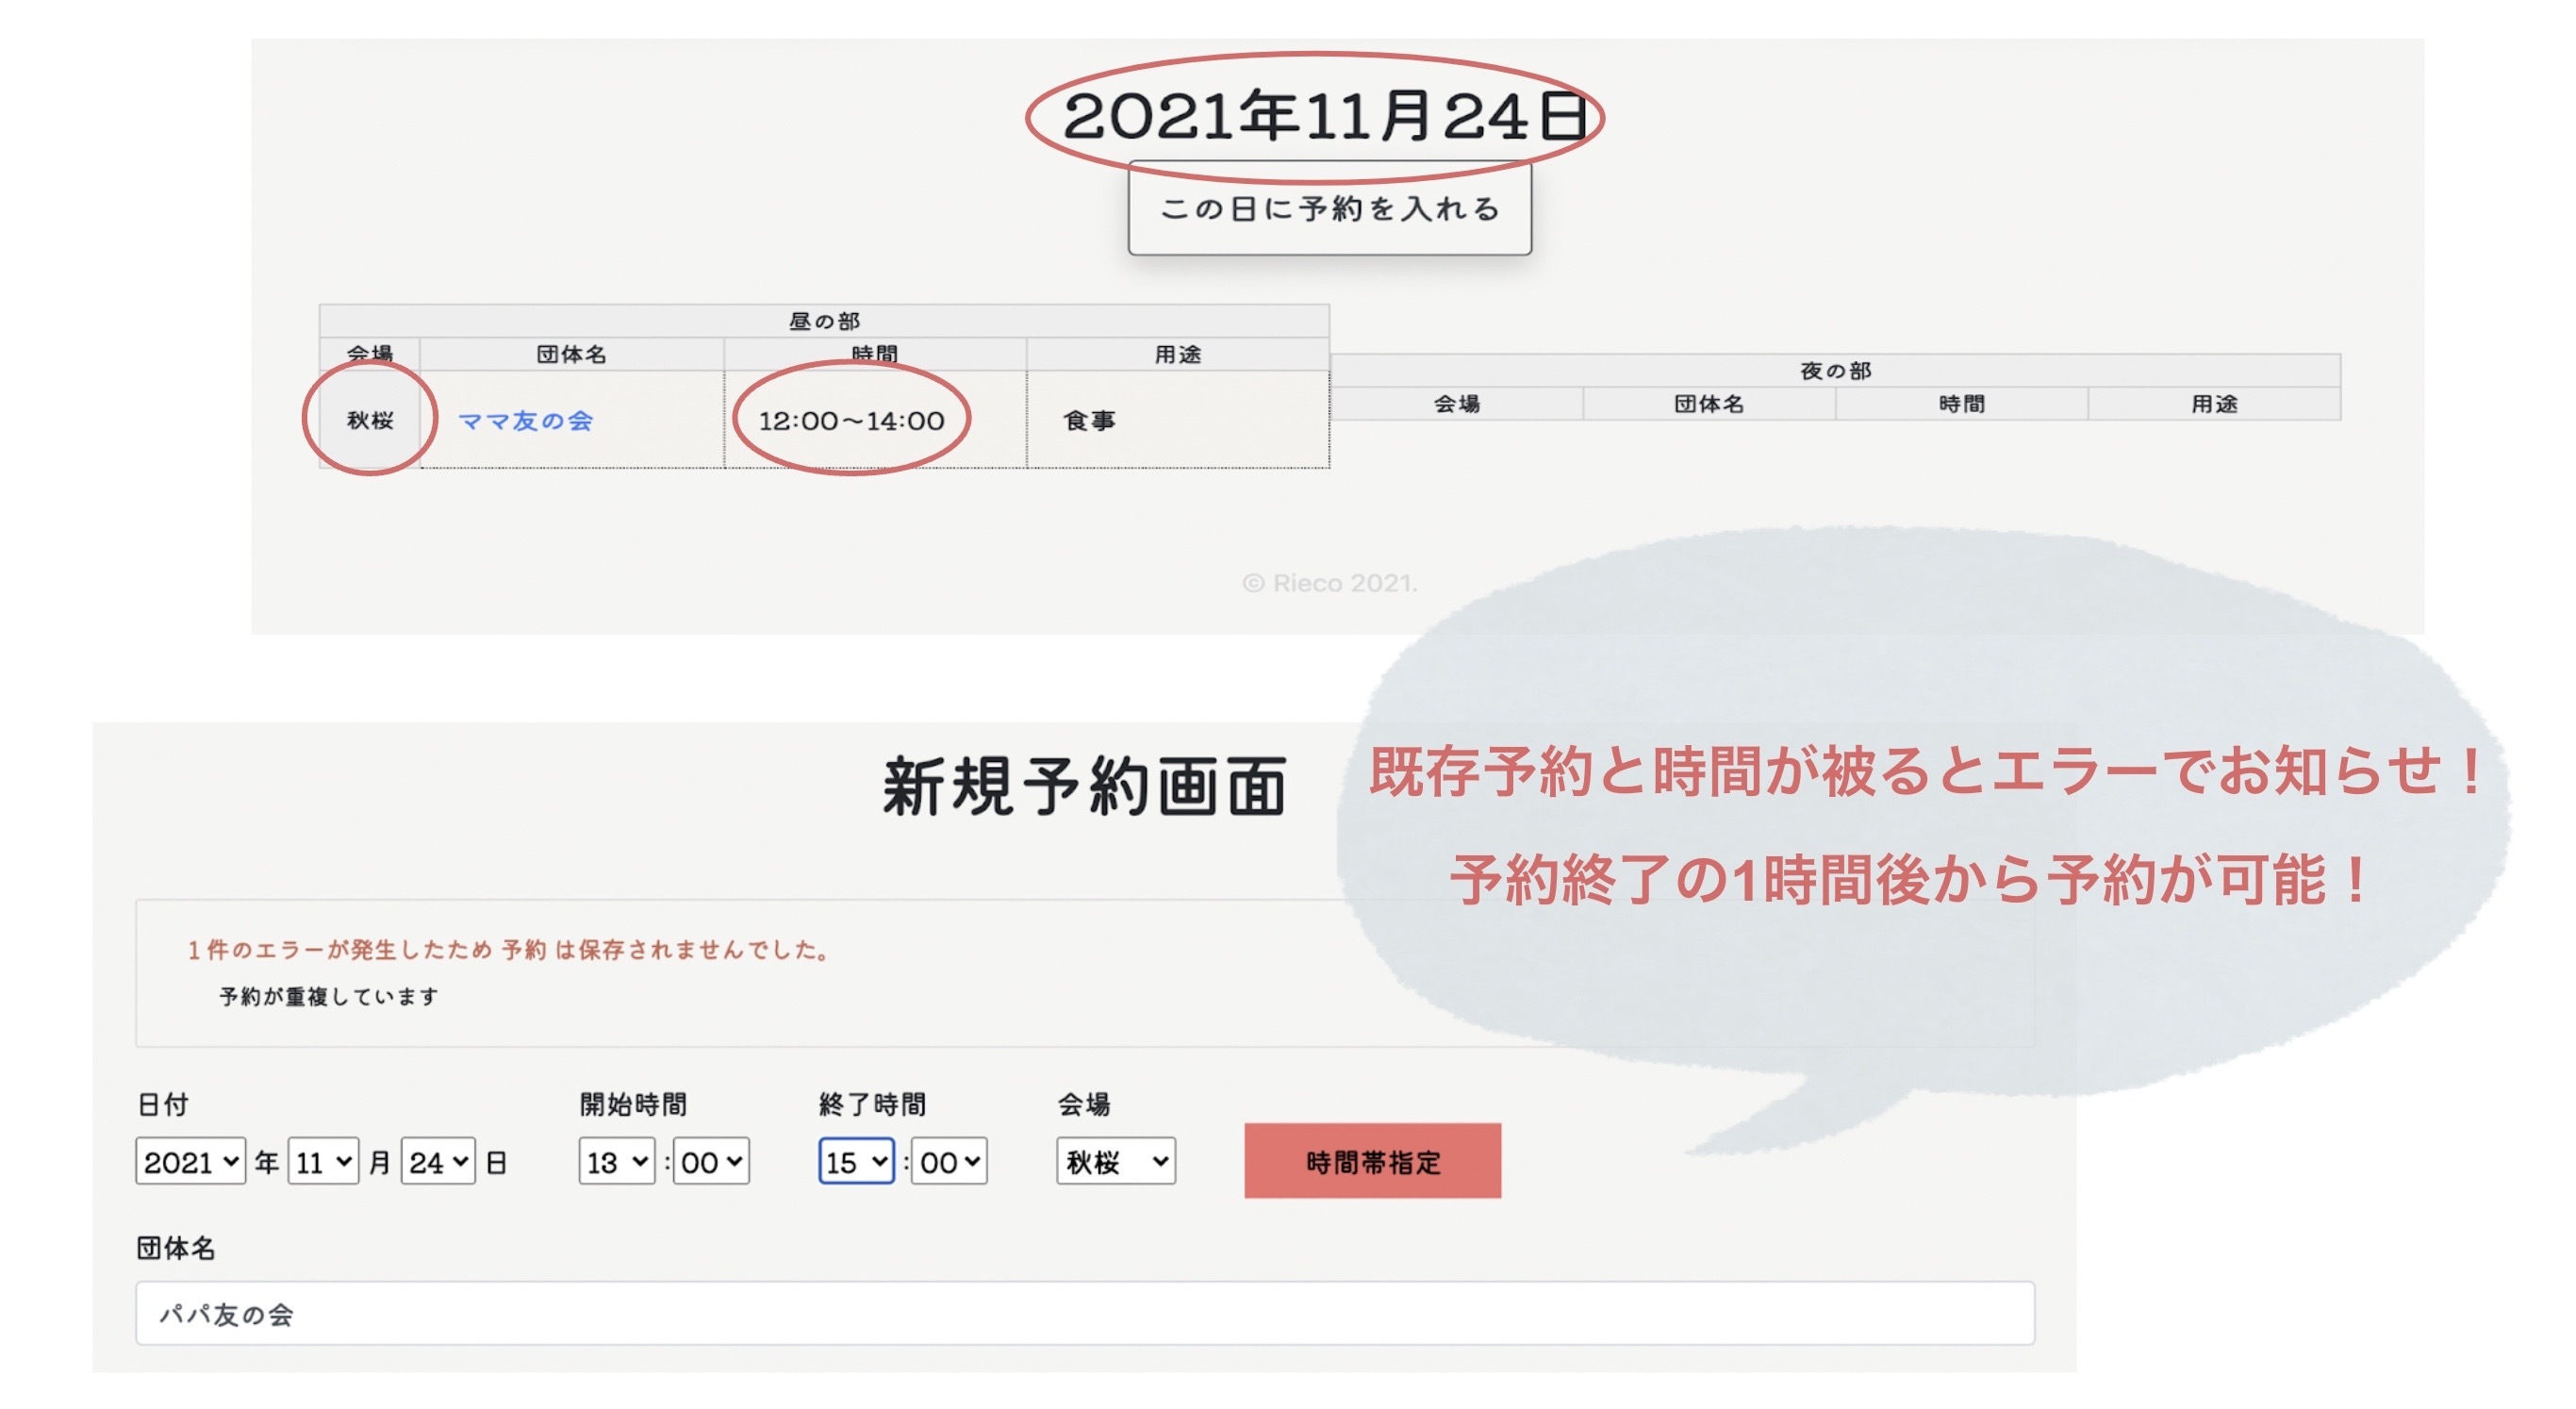 2021年11月24日
この日に予約を入れる
昼の部
会場 団体名 時間 用途
秋桜 ママ友の会 12:00~14:00 食事
夜の部
会場 団体名 時間 用途
© Rieco 2021.
既存予約と時間が被るとエラーでお知らせ！
予約終了の1時間後から予約が可能！
新規予約画面
1件のエラーが発生したため 予約 は保存されませんでした。
予約が重複しています
日付 開始時間 終了時間 会場
2021 年 11 月 24 日 13 : 00 15 : 00 秋桜 時間帯指定
団体名
パパ友の会